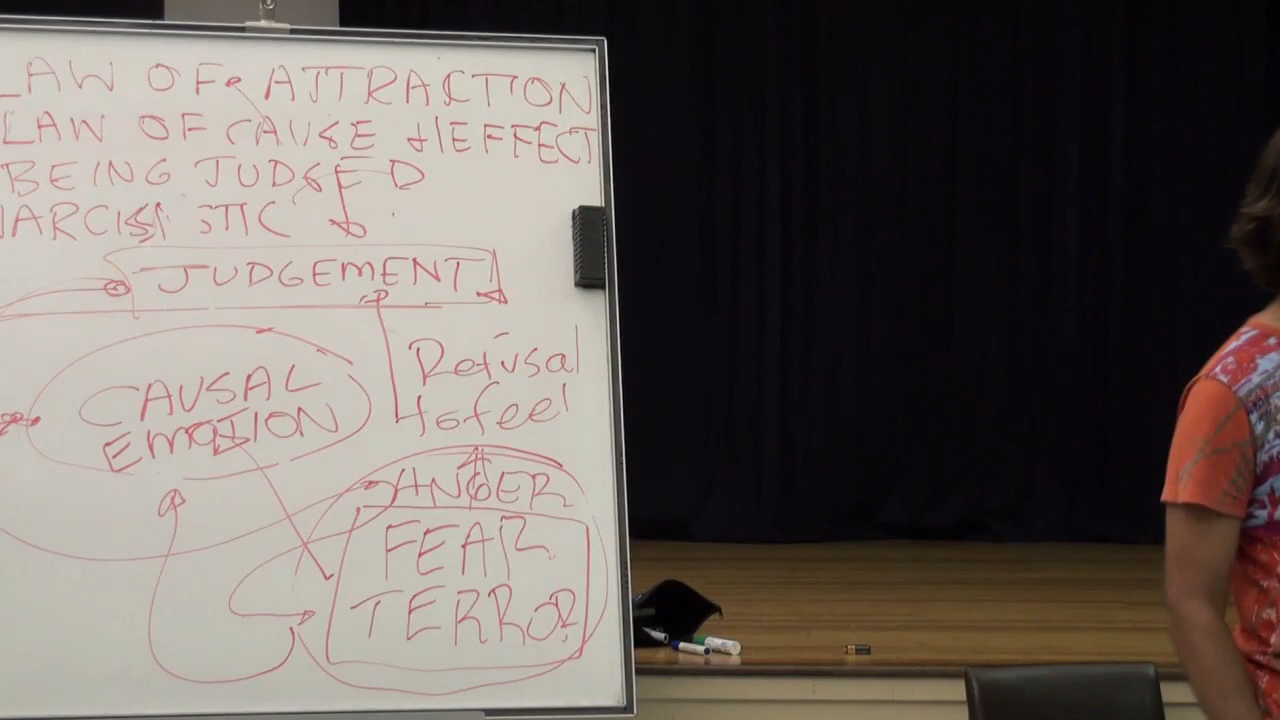 LAW OF ATTRACTION
LAW OF CAUSE + EFFECT
BEING JUDGED
NARCISSISTIC
JUDGEMENT
Refusal
to feel
CAUSAL
EMOTION
ANGER
FEAR
TERROR